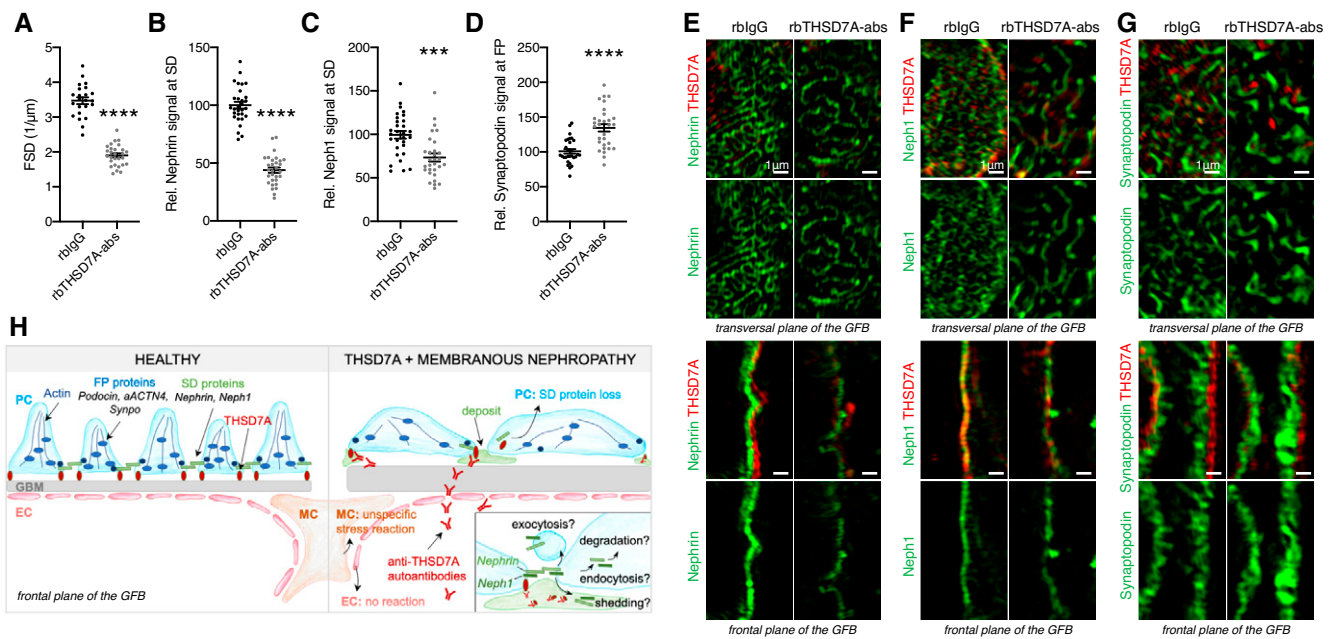 A
FSD (1/µm)
5
4
3
2
1
0
****
rbIgG
rbTHSD7A-abs
B
Rel. Nephrin signal at SD
150
100
50
0
****
rbIgG
rbTHSD7A-abs
C
Rel. Neph1 signal at SD
200
150
100
50
0
***
rbIgG
rbTHSD7A-abs
D
Rel. Synaptopodin signal at FP
250
200
150
100
50
0
****
rbIgG
rbTHSD7A-abs
E
rbIgG
rbTHSD7A-abs
Nephrin THSD7A
1µm
Nephrin
transversal plane of the GFB
Nephrin THSD7A
Nephrin
frontal plane of the GFB
F
rbIgG
rbTHSD7A-abs
Neph1 THSD7A
1µm
Neph1
transversal plane of the GFB
Neph1 THSD7A
Neph1
frontal plane of the GFB
G
rbIgG
rbTHSD7A-abs
Synaptopodin THSD7A
1µm
Synaptopodin
transversal plane of the GFB
Synaptopodin THSD7A
Synaptopodin
frontal plane of the GFB
H
HEALTHY
PC
Actin
FP proteins
Podocin, aACTN4,
Synpo
SD proteins
Nephrin, Neph1
THSD7A
GBM
EC
MC
frontal plane of the GFB
THSD7A + MEMBRANOUS NEPHROPATHY
deposit
PC: SD protein loss
MC: unspecific
stress reaction
anti-THSD7A
autoantibodies
EC: no reaction
exocytosis?
degradation?
Nephrin
Neph1
endocytosis?
shedding?